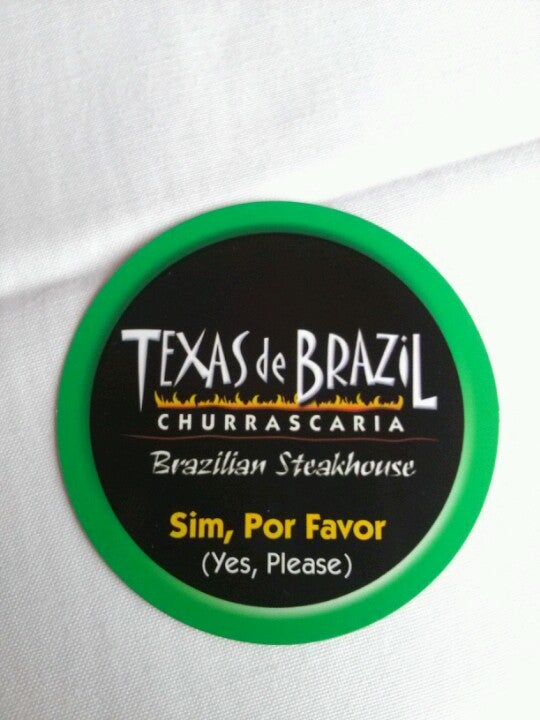 TEXAS de BRAZIL
CHURRASCARIA
Brazilian Steakhouse
Sim, Por Favor
(Yes, Please)